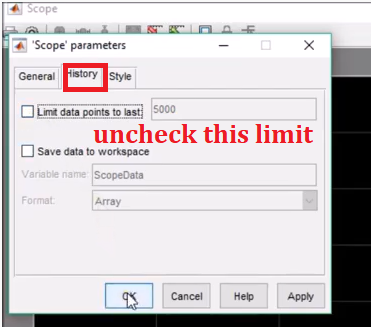 Scope
'Scope' parameters
General History Style
Limit data points to last: 5000
uncheck this limit
Save data to workspace
Variable name: ScopeData
Format: Array
OK Cancel Help Apply